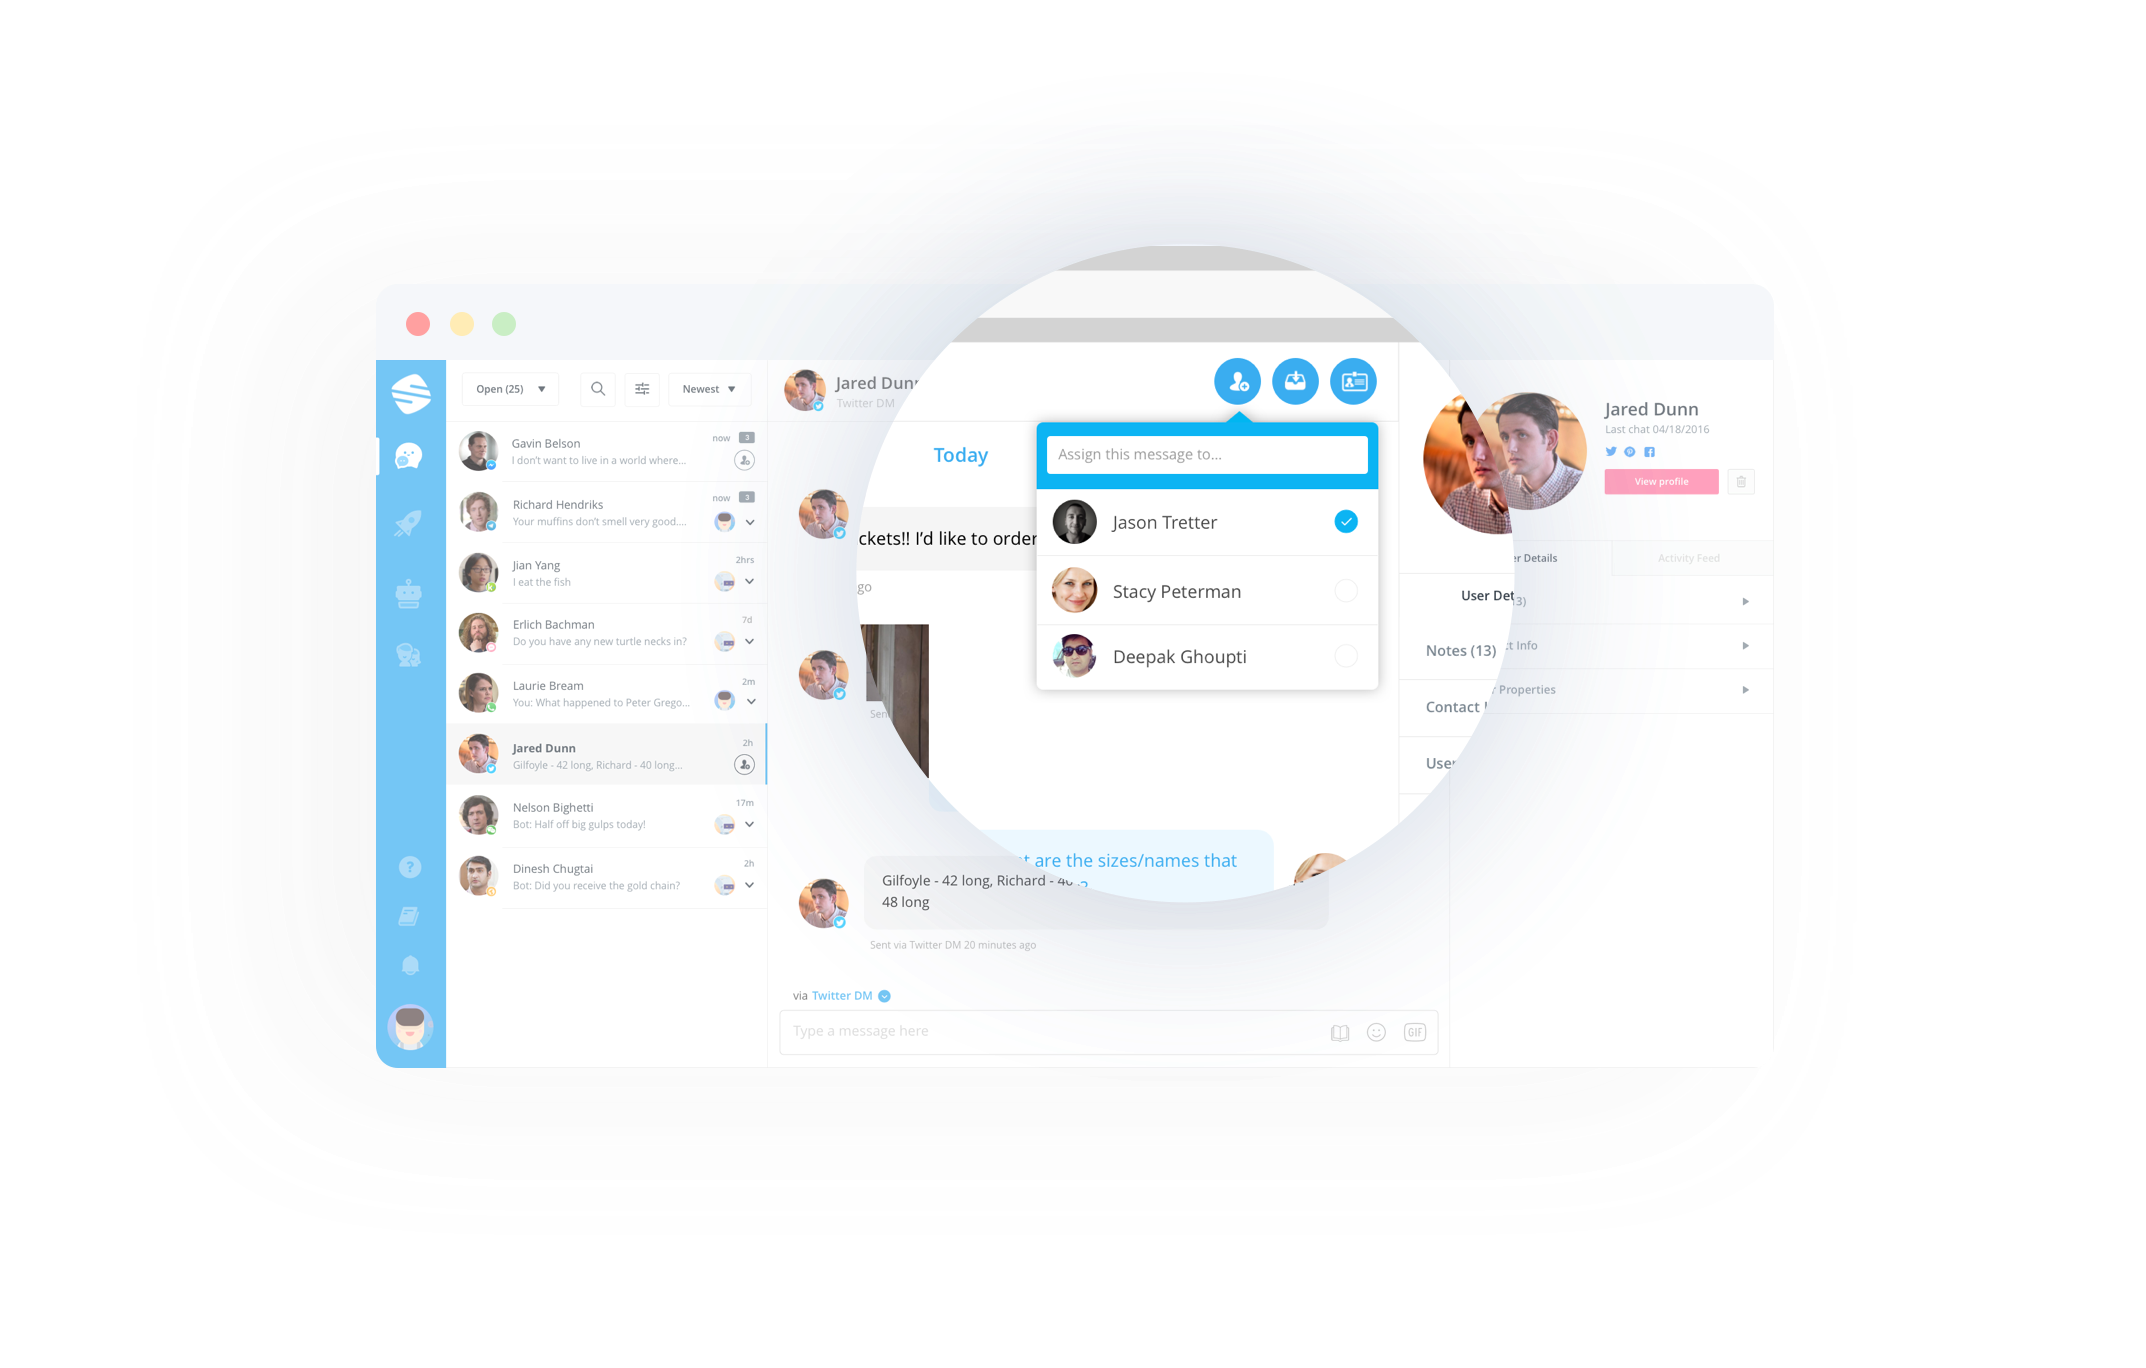 Open (25)
Newest
Gavin Belson
now 3
I don't want to live in a world where...
Richard Hendriks
now 3
Your muffins don't smell very good....
Jian Yang
2hrs
I eat the fish
Erlich Bachman
7d
Do you have any new turtle necks in?
Laurie Bream
2m
You: What happened to Peter Grego...
Jared Dunn
2h
Gilfoyle - 42 long, Richard - 40 long...
Nelson Bighetti
17m
Bot: Half off big gulps today!
Dinesh Chugtai
2h
Bot: Did you receive the gold chain?
?
Jared Dunn
Twitter DM
Today
ckets!! I'd like to order
go
Sen
Assign this message to...
Jason Tretter
Stacy Peterman
Deepak Ghoupti
t are the sizes/names that
?
Gilfoyle - 42 long, Richard - 40
48 long
Sent via Twitter DM 20 minutes ago
via Twitter DM
Type a message here
GIF
Jared Dunn
Last chat 04/18/2016
View profile
er Details
Activity Feed
User Det
3)
Notes (13)
ct Info
Contact I
r Properties
User